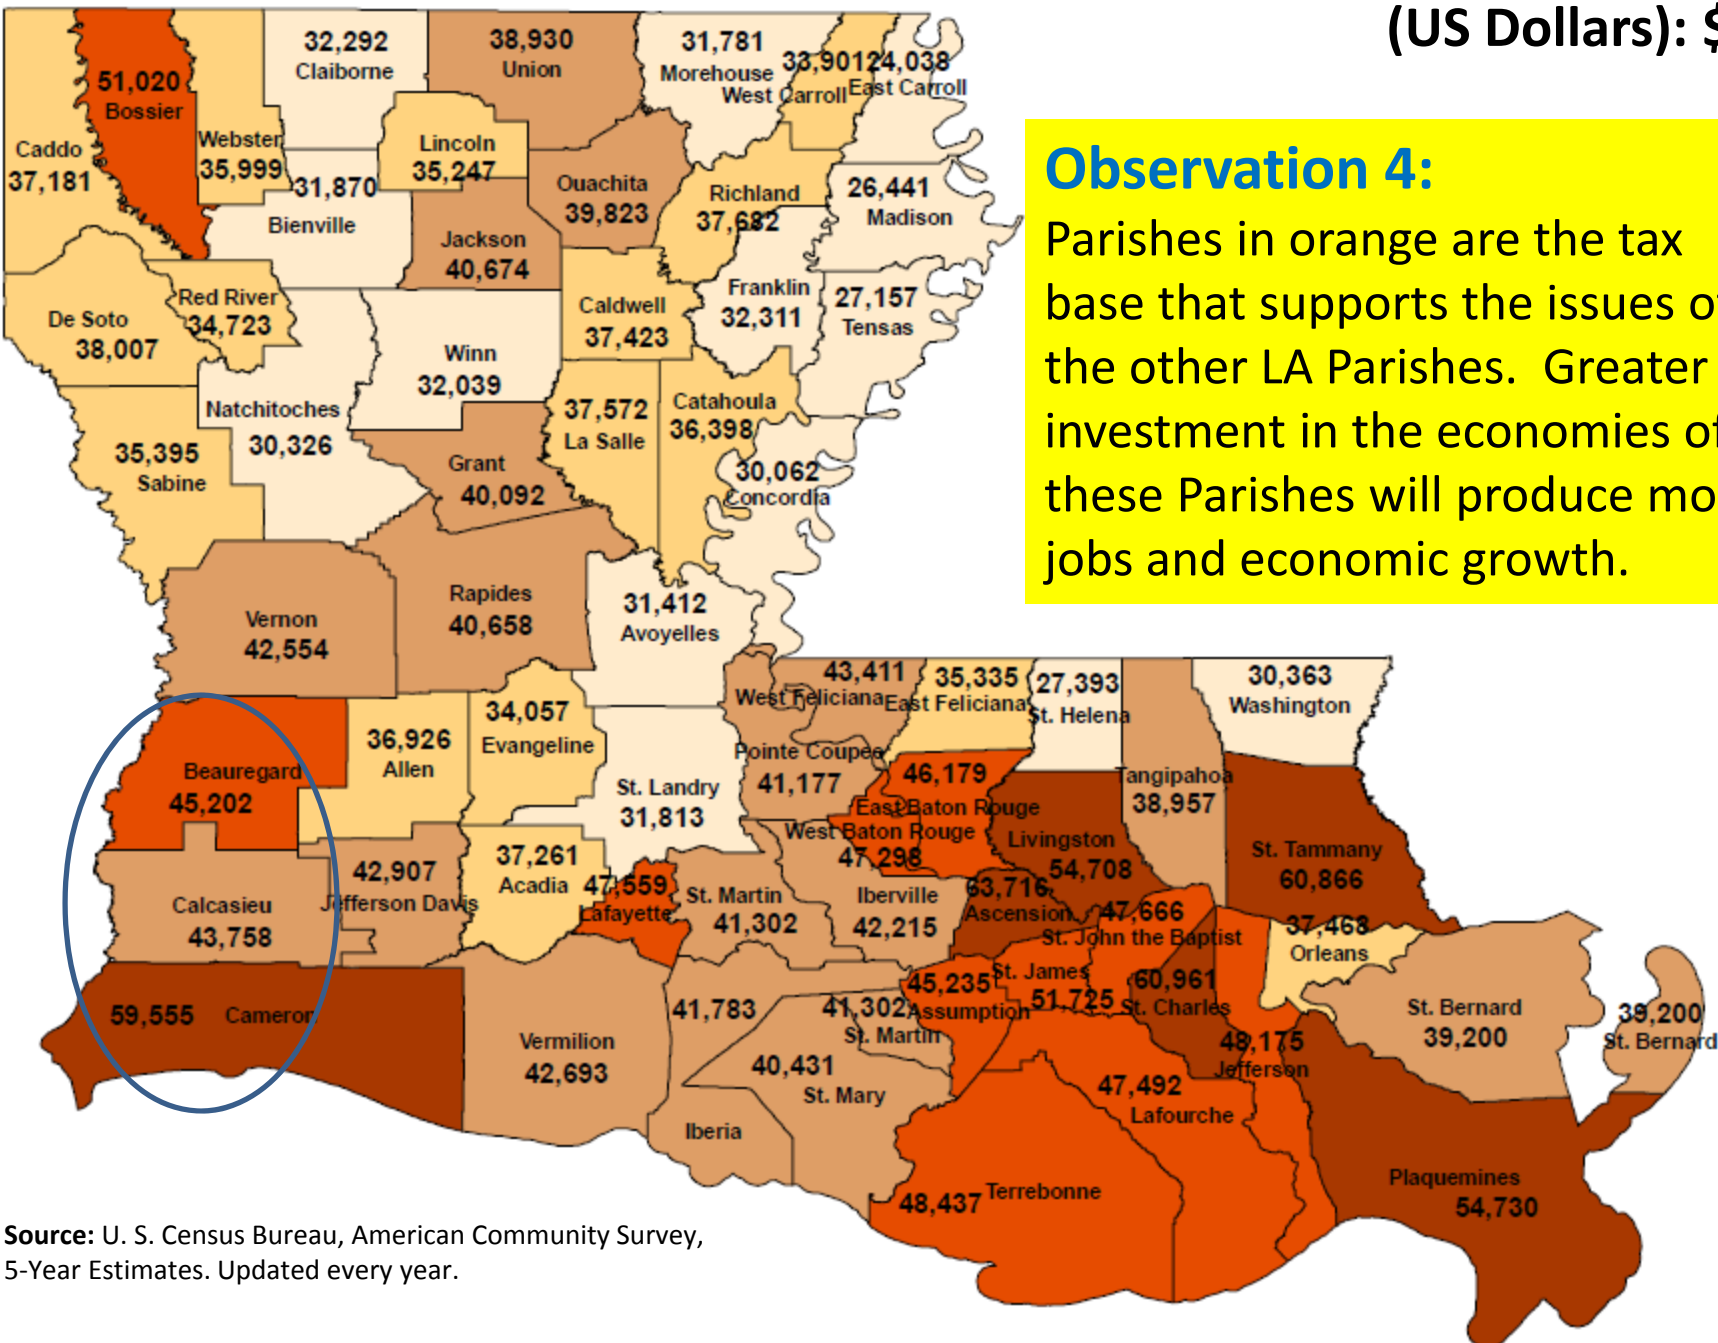 (US Dollars): $
32,292
Claiborne
38,930
Union
31,781
Morehouse
33,901
West Carroll
24,038
East Carroll
51,020
Bossier
Webster
35,999
Caddo
37,181
Lincoln
35,247
31,870
Bienville
Ouachita
39,823
Richland
37,682
26,441
Madison
Jackson
40,674
Franklin
32,311
27,157
Tensas
Caldwell
37,423
Red River
34,723
De Soto
38,007
Winn
32,039
Natchitoches
30,326
37,572
La Salle
Catahoula
36,398
35,395
Sabine
Grant
40,092
30,062
Concordia
Vernon
42,554
Rapides
40,658
31,412
Avoyelles
Observation 4:
Parishes in orange are the tax
base that supports the issues o
the other LA Parishes. Greater
investment in the economies of
these Parishes will produce mo
jobs and economic growth.
43,411
West Feliciana
35,335
East Feliciana
27,393
St. Helena
30,363
Washington
34,057
Evangeline
36,926
Allen
Beauregard
45,202
Pointe Coupee
41,177
46,179
East Baton Rouge
Tangipahoa
38,957
St. Landry
31,813
West Baton Rouge
47,298
Livingston
54,708
St. Tammany
60,866
42,907
Jefferson Davis
37,261
Acadia
47,559
Lafayette
St. Martin
41,302
Iberville
42,215
63,716
Ascension
47,666
St. John the Baptist
37,468
Orleans
Calcasieu
43,758
59,555 Cameron
Vermilion
42,693
41,783
Iberia
41,302
St. Martin
40,431
St. Mary
45,235
Assumption
St. James
51,725
60,961
St. Charles
48,175
Jefferson
St. Bernard
39,200
39,200
St. Bernard
47,492
Lafourche
48,437 Terrebonne
Plaquemines
54,730
Source: U. S. Census Bureau, American Community Survey,
5-Year Estimates. Updated every year.